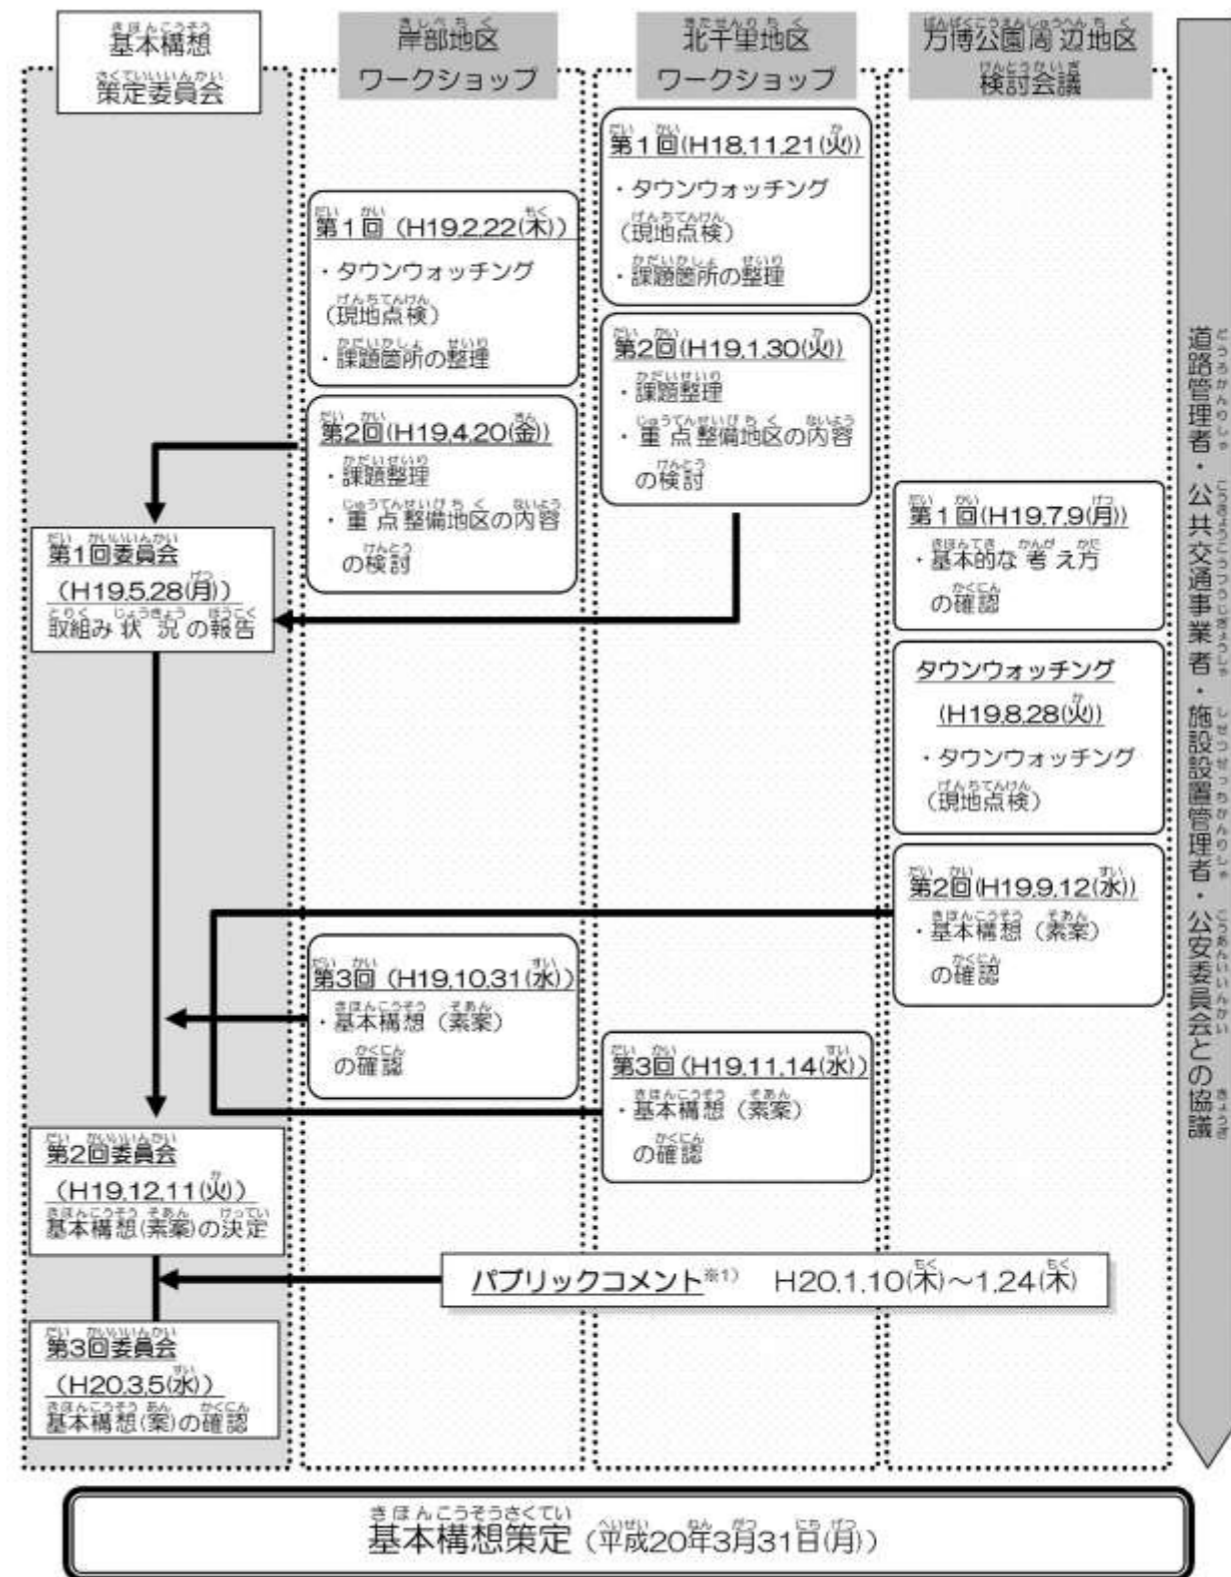 基本構想
策定委員会
岸部地区
ワークショップ
北千里地区
ワークショップ
万博公園周辺地区
検討会議
第1回(H18.11.21(火))
・タウンウォッチング
(現地点検)
・課題箇所の整理
第1回 (H19.2.22(木))
・タウンウォッチング
(現地点検)
・課題箇所の整理
第2回(H19.1.30(火))
・課題整理
・重点整備地区の内容
の検討
第2回(H19.4.20(金))
・課題整理
・重点整備地区の内容
の検討
第1回(H19.7.9(月))
・基本的な考え方
の確認
第1回委員会
(H19.5.28(月))
取組み状況の報告
タウンウォッチング
(H19.8.28(火))
・タウンウォッチング
(現地点検)
第2回(H19.9.12(水))
・基本構想(素案)
の確認
第3回 (H19.10.31(水))
・基本構想(素案)
の確認
第3回(H19.11.14(水))
・基本構想(素案)
の確認
第2回委員会
(H19.12.11(火))
基本構想(素案)の決定
パブリックコメント※1) H20.1.10(木)～1.24(木)
第3回委員会
(H20.3.5(水))
基本構想(案)の確認
道路管理者・公共交通事業者・施設設置管理者・公安委員会との協議
基本構想策定 (平成20年3月31日(月))